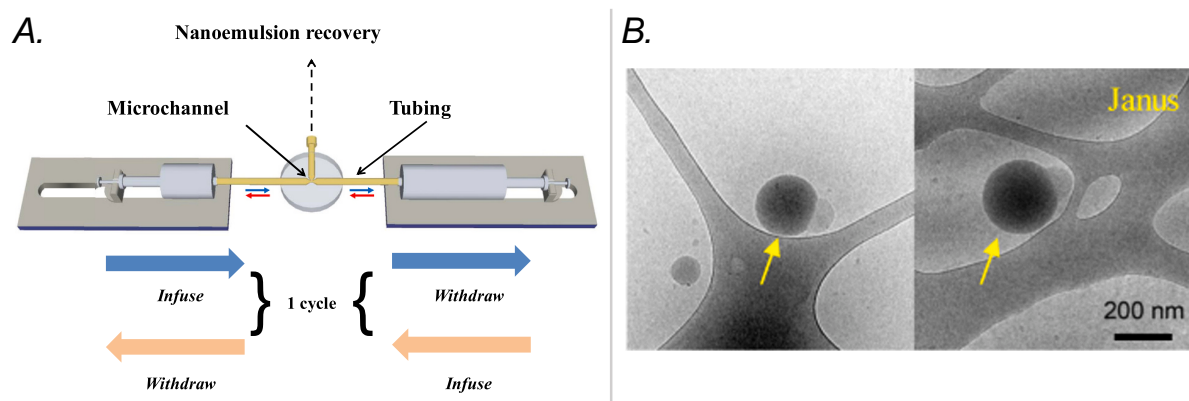 A.
Nanoemulsion recovery
Microchannel
Tubing
Infuse
Withdraw
1 cycle
Withdraw
Infuse
B.
Janus
200 nm